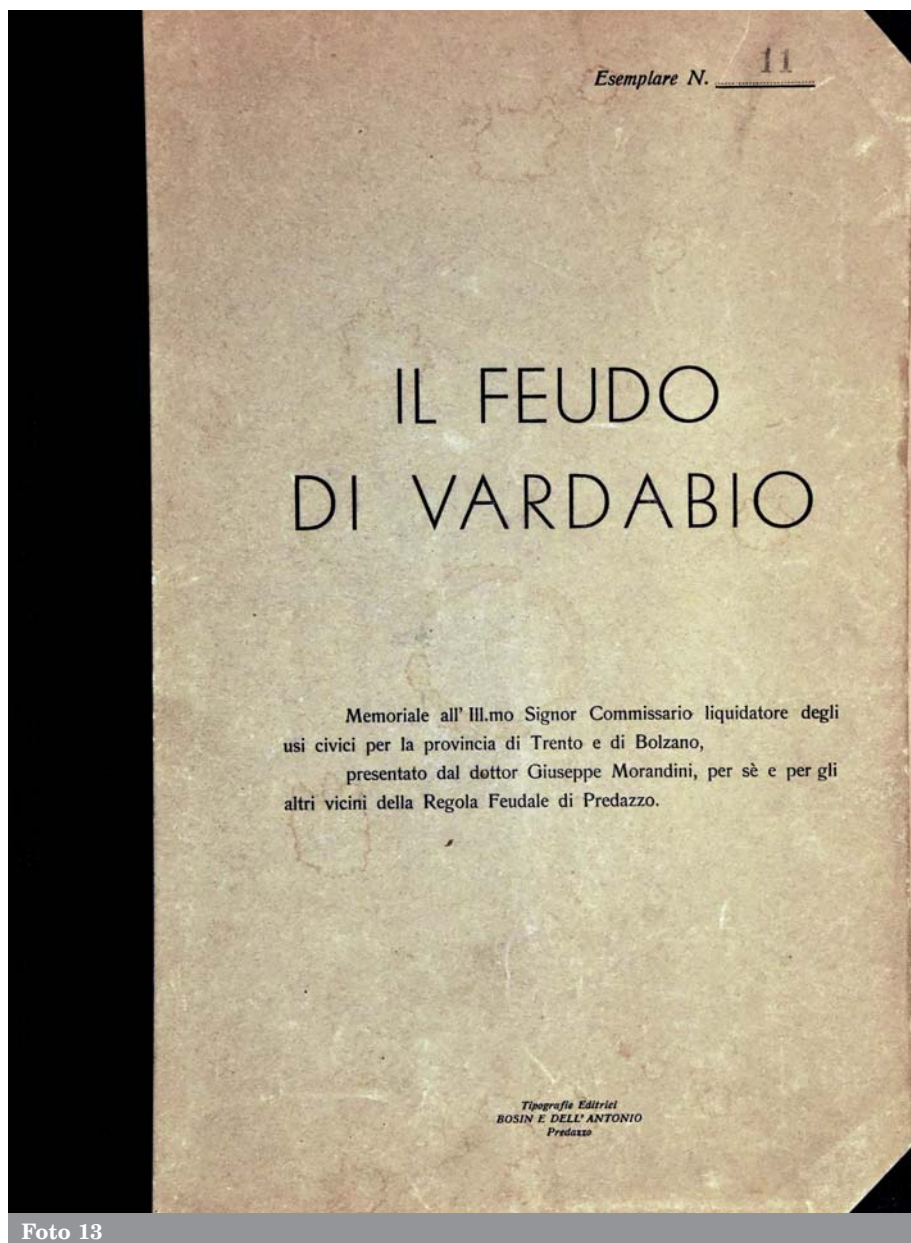 Esemplare N. 11
IL FEUDO
DI VARDABIO
Memoriale all' Ill.mo Signor Commissario liquidatore degli
usi civici per la provincia di Trento e di Bolzano,
presentato dal dottor Giuseppe Morandini, per sè e per gli
altri vicini della Regola Feudale di Predazzo.
Tipografie Editrici
BOSIN E DELL' ANTONIO
Predazzo
Foto 13